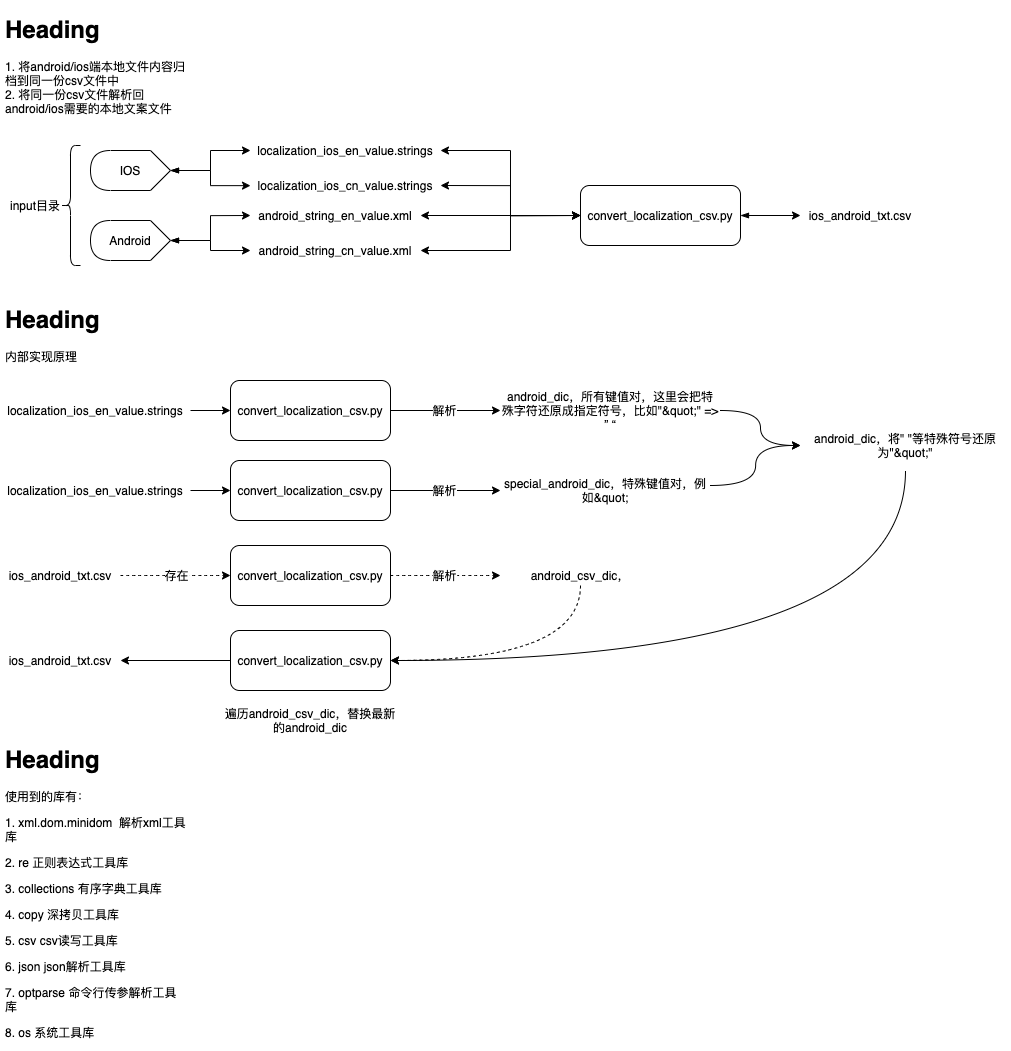 Heading
1. 将android/ios端本地文件内容归
档到同一份csv文件中
2. 将同一份csv文件解析回
android/ios需要的本地文案文件
input目录
IOS
Android
localization_ios_en_value.strings
localization_ios_cn_value.strings
android_string_en_value.xml
android_string_cn_value.xml
convert_localization_csv.py
ios_android_txt.csv
Heading
内部实现原理
localization_ios_en_value.strings
convert_localization_csv.py
解析
android_dic，所有键值对，这里会把特
殊字符还原成指定符号，比如"&quot;" =>
" "
localization_ios_en_value.strings
convert_localization_csv.py
解析
special_android_dic，特殊键值对，例
如&quot;
android_dic，将" "等特殊符号还原
为"&quot;"
ios_android_txt.csv
存在
convert_localization_csv.py
解析
android_csv_dic,
ios_android_txt.csv
convert_localization_csv.py
遍历android_csv_dic，替换最新
的android_dic
Heading
使用到的库有：
1. xml.dom.minidom 解析xml工具
库
2. re 正则表达式工具库
3. collections 有序字典工具库
4. copy 深拷贝工具库
5. csv csv读写工具库
6. json json解析工具库
7. optparse 命令行传参解析工具
库
8. os 系统工具库